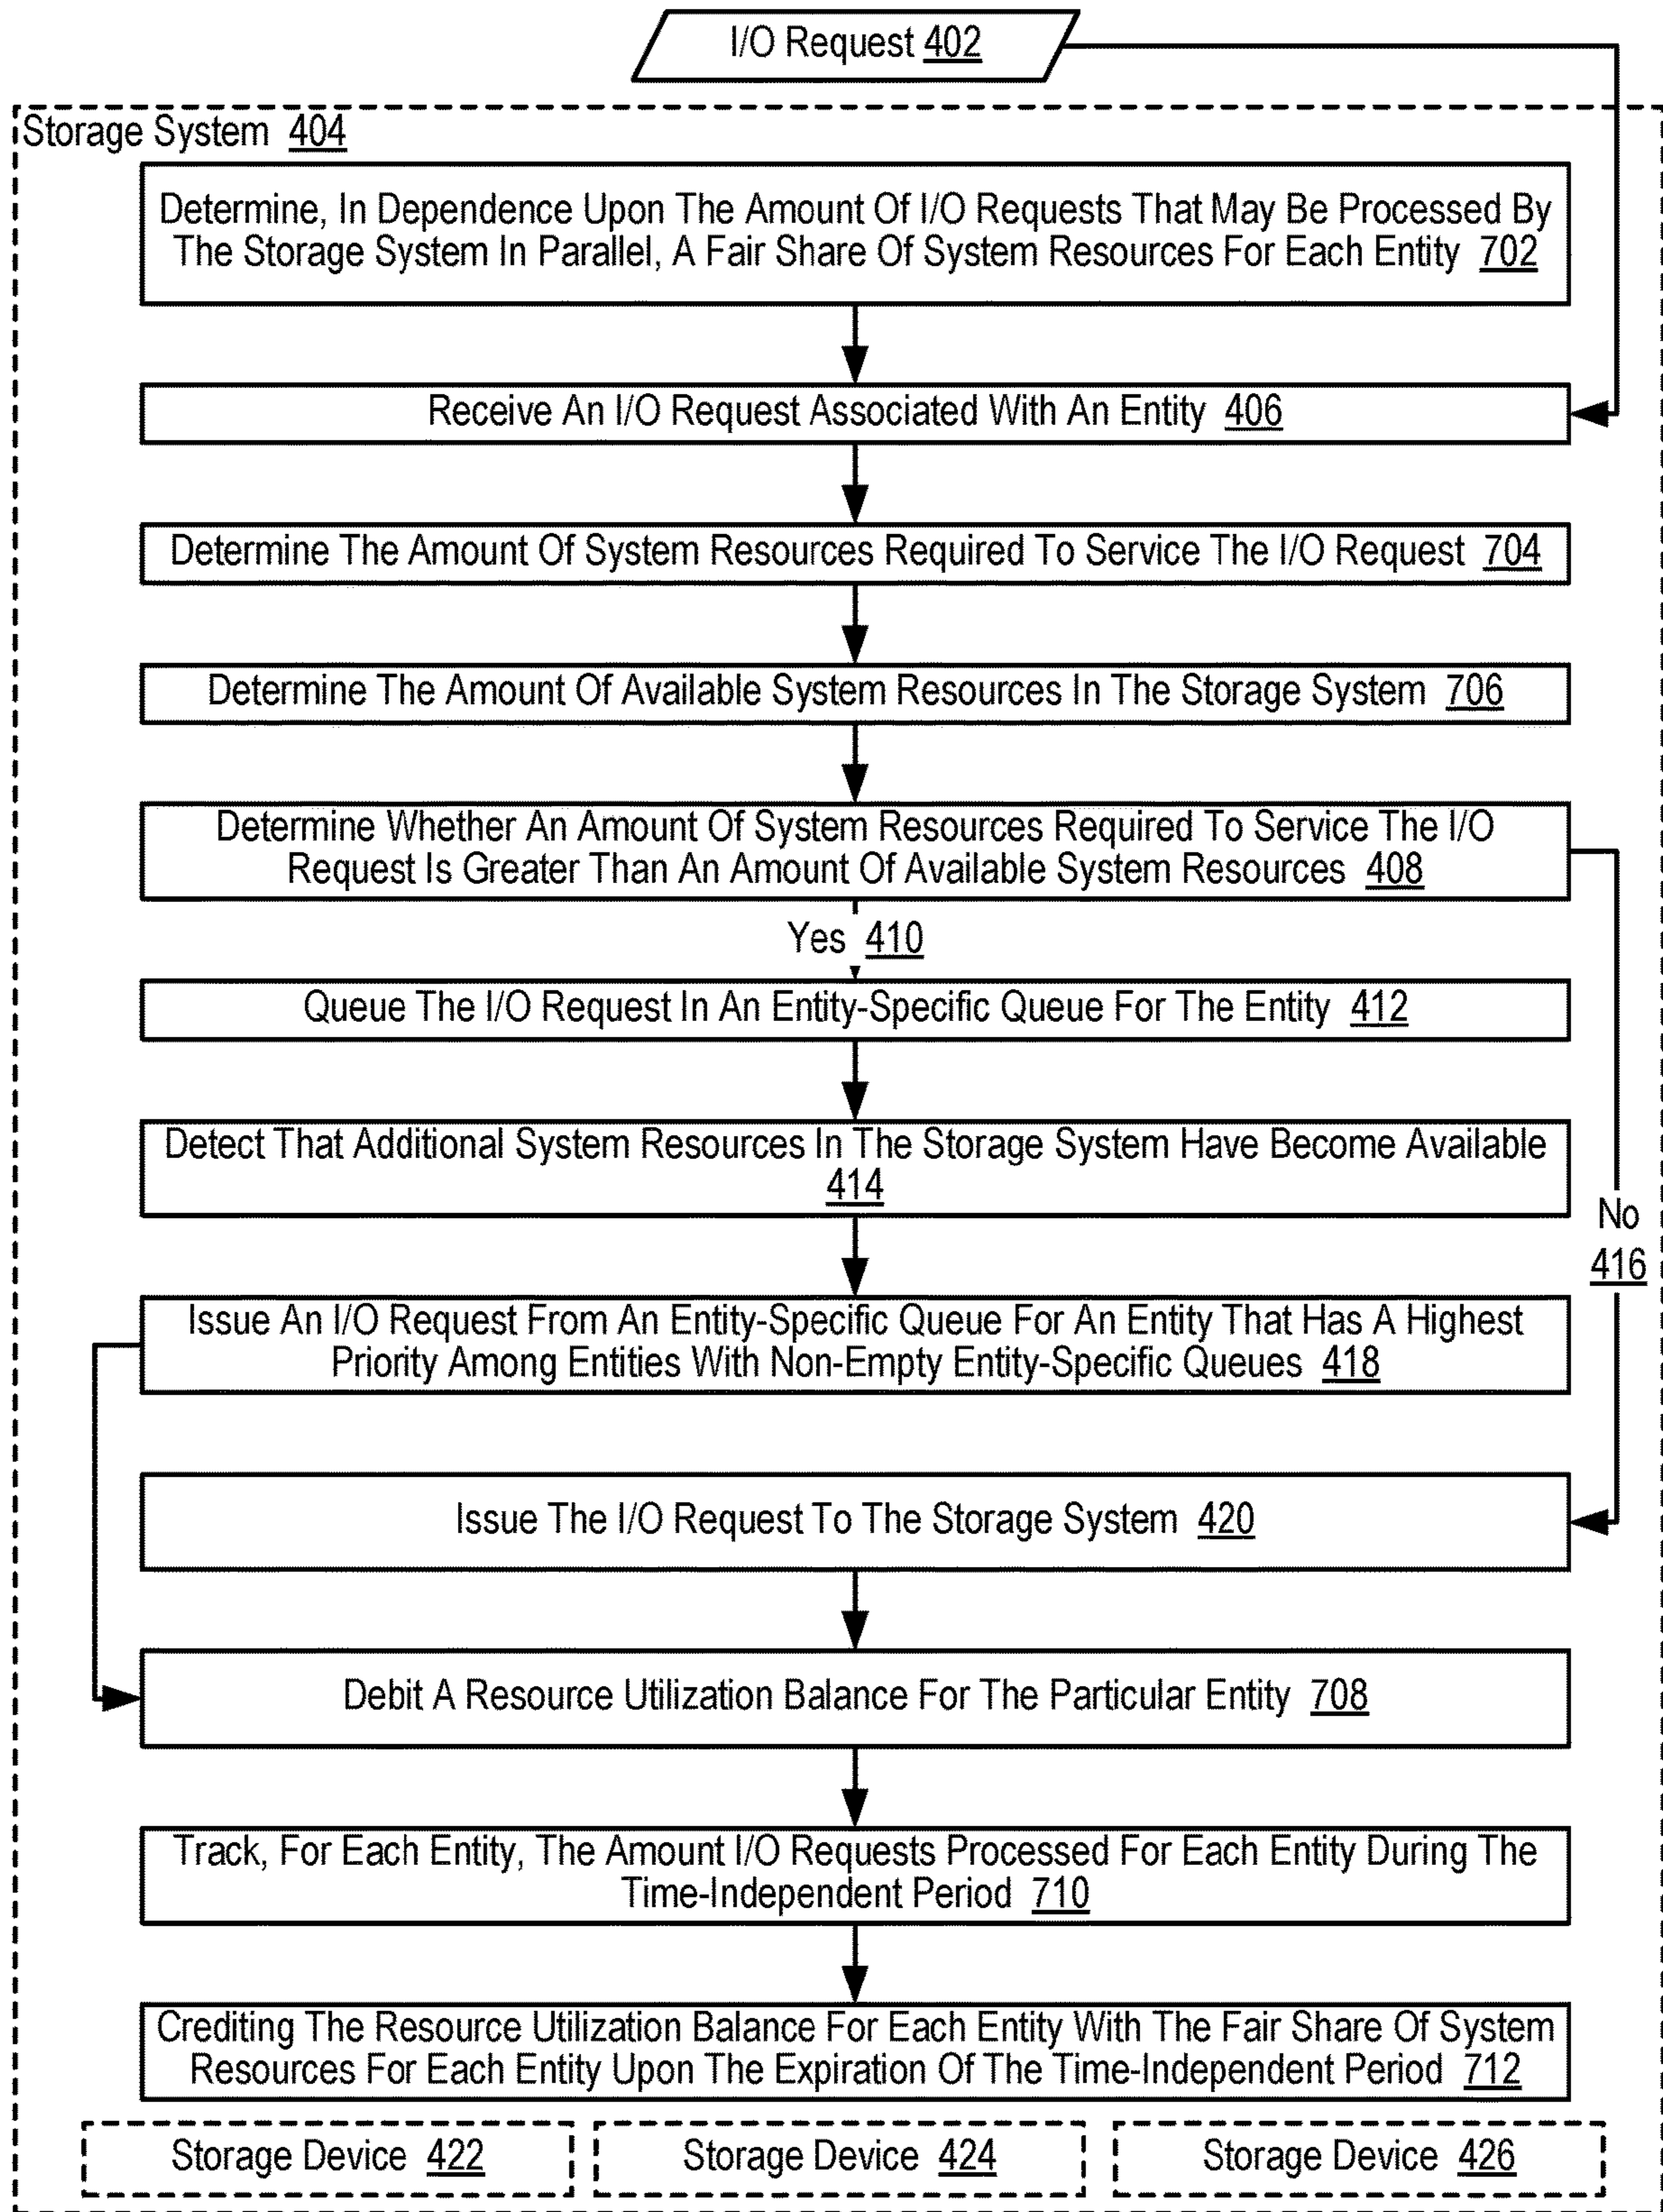 I/O Request 402
Storage System 404
Determine, In Dependence Upon The Amount Of I/O Requests That May Be Processed By
The Storage System In Parallel, A Fair Share Of System Resources For Each Entity 702
Receive An I/O Request Associated With An Entity 406
Determine The Amount Of System Resources Required To Service The I/O Request 704
Determine The Amount Of Available System Resources In The Storage System 706
Determine Whether An Amount Of System Resources Required To Service The I/O
Request Is Greater Than An Amount Of Available System Resources 408
Yes 410
Queue The I/O Request In An Entity-Specific Queue For The Entity 412
Detect That Additional System Resources In The Storage System Have Become Available
414
No
416
Issue An I/O Request From An Entity-Specific Queue For An Entity That Has A Highest
Priority Among Entities With Non-Empty Entity-Specific Queues 418
Issue The I/O Request To The Storage System 420
Debit A Resource Utilization Balance For The Particular Entity 708
Track, For Each Entity, The Amount I/O Requests Processed For Each Entity During The
Time-Independent Period 710
Crediting The Resource Utilization Balance For Each Entity With The Fair Share Of System
Resources For Each Entity Upon The Expiration Of The Time-Independent Period 712
Storage Device 422
Storage Device 424
Storage Device 426